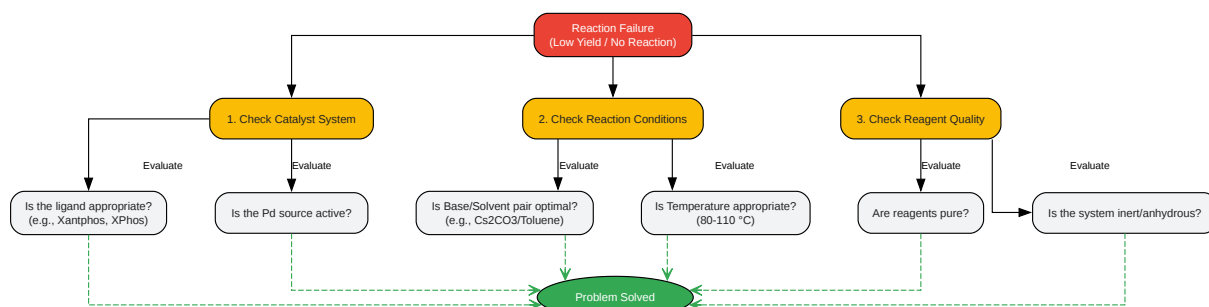 Reaction Failure
(Low Yield / No Reaction)
1. Check Catalyst System
2. Check Reaction Conditions
3. Check Reagent Quality
Evaluate
Evaluate
Evaluate
Evaluate
Evaluate
Evaluate
Is the ligand appropriate?
(e.g., Xantphos, XPhos)
Is the Pd source active?
Is Base/Solvent pair optimal?
(e.g., Cs2CO3/Toluene)
Is Temperature appropriate?
(80-110 °C)
Are reagents pure?
Is the system inert/anhydrous?
Problem Solved